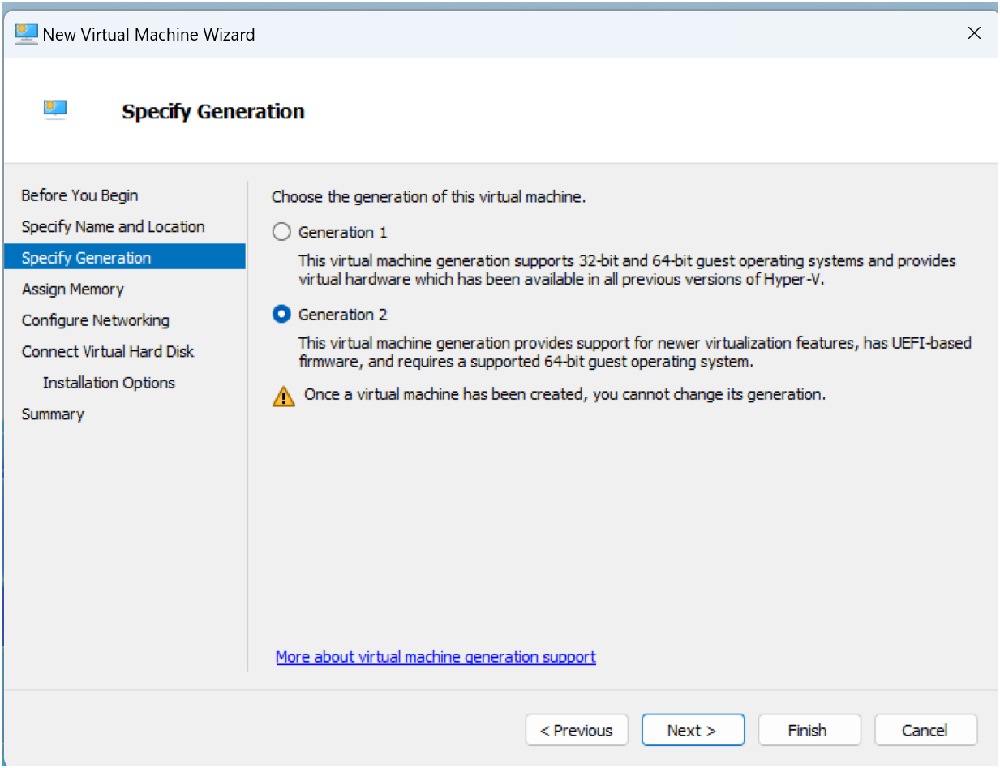 New Virtual Machine Wizard
Specify Generation
Before You Begin
Specify Name and Location
Specify Generation
Assign Memory
Configure Networking
Connect Virtual Hard Disk
Installation Options
Summary
Choose the generation of this virtual machine.
Generation 1
This virtual machine generation supports 32-bit and 64-bit guest operating systems and provides
virtual hardware which has been available in all previous versions of Hyper-V.
Generation 2
This virtual machine generation provides support for newer virtualization features, has UEFI-based
firmware, and requires a supported 64-bit guest operating system.
Once a virtual machine has been created, you cannot change its generation.
More about virtual machine generation support
< Previous
Next >
Finish
Cancel